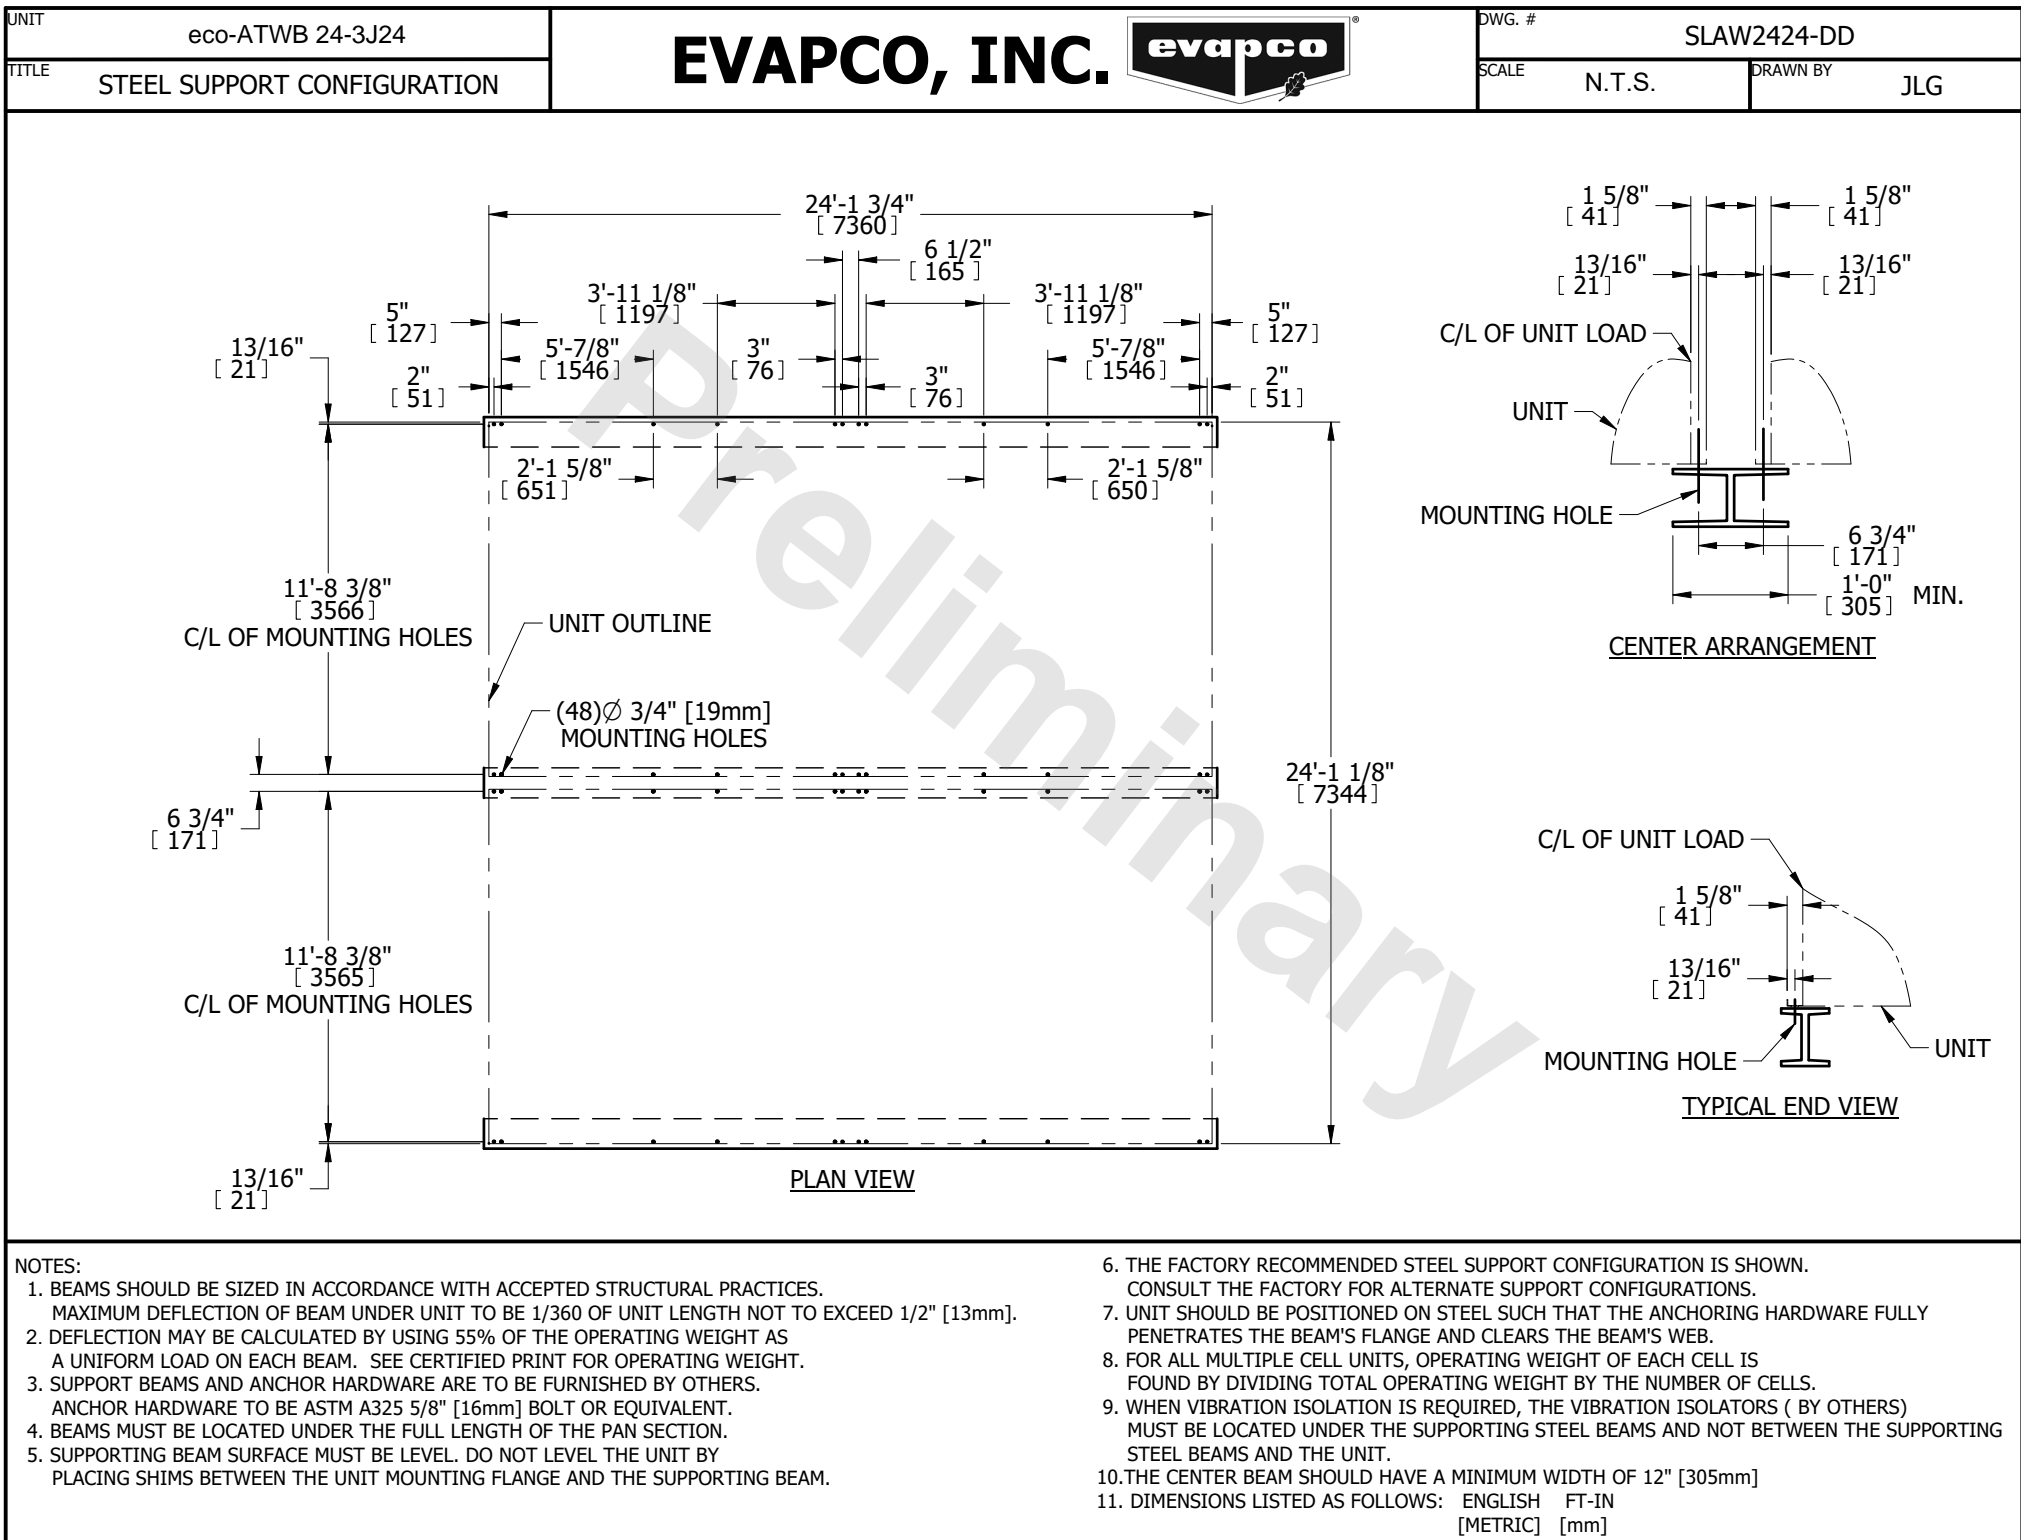 UNIT
eco-ATWB 24-3J24
TITLE
STEEL SUPPORT CONFIGURATION
EVAPCO, INC.
evapco
®
DWG. #
SLAW2424-DD
SCALE
N.T.S.
DRAWN BY
JLG
24'-1 3/4"
[ 7360 ]
6 1/2"
[ 165 ]
3'-11 1/8"
[ 1197 ]
3'-11 1/8"
[ 1197 ]
5"
[ 127 ]
5"
[ 127 ]
13/16"
[ 21 ]
5'-7/8"
[ 1546 ]
3"
[ 76 ]
5'-7/8"
[ 1546 ]
2"
[ 51 ]
3"
[ 76 ]
2"
[ 51 ]
2'-1 5/8"
[ 651 ]
2'-1 5/8"
[ 650 ]
11'-8 3/8"
[ 3566 ]
C/L OF MOUNTING HOLES
UNIT OUTLINE
(48)∅ 3/4" [19mm]
MOUNTING HOLES
6 3/4"
[ 171 ]
24'-1 1/8"
[ 7344 ]
11'-8 3/8"
[ 3565 ]
C/L OF MOUNTING HOLES
13/16"
[ 21 ]
PLAN VIEW
Preliminary
1 5/8"
[ 41 ]
1 5/8"
[ 41 ]
13/16"
[ 21 ]
13/16"
[ 21 ]
C/L OF UNIT LOAD
UNIT
MOUNTING HOLE
6 3/4"
[ 171 ]
1'-0"
[ 305 ] MIN.
CENTER ARRANGEMENT
C/L OF UNIT LOAD
1 5/8"
[ 41 ]
13/16"
[ 21 ]
MOUNTING HOLE
UNIT
TYPICAL END VIEW
NOTES:
1. BEAMS SHOULD BE SIZED IN ACCORDANCE WITH ACCEPTED STRUCTURAL PRACTICES.
MAXIMUM DEFLECTION OF BEAM UNDER UNIT TO BE 1/360 OF UNIT LENGTH NOT TO EXCEED 1/2" [13mm].
2. DEFLECTION MAY BE CALCULATED BY USING 55% OF THE OPERATING WEIGHT AS
A UNIFORM LOAD ON EACH BEAM. SEE CERTIFIED PRINT FOR OPERATING WEIGHT.
3. SUPPORT BEAMS AND ANCHOR HARDWARE ARE TO BE FURNISHED BY OTHERS.
ANCHOR HARDWARE TO BE ASTM A325 5/8" [16mm] BOLT OR EQUIVALENT.
4. BEAMS MUST BE LOCATED UNDER THE FULL LENGTH OF THE PAN SECTION.
5. SUPPORTING BEAM SURFACE MUST BE LEVEL. DO NOT LEVEL THE UNIT BY
PLACING SHIMS BETWEEN THE UNIT MOUNTING FLANGE AND THE SUPPORTING BEAM.
6. THE FACTORY RECOMMENDED STEEL SUPPORT CONFIGURATION IS SHOWN.
CONSULT THE FACTORY FOR ALTERNATE SUPPORT CONFIGURATIONS.
7. UNIT SHOULD BE POSITIONED ON STEEL SUCH THAT THE ANCHORING HARDWARE FULLY
PENETRATES THE BEAM'S FLANGE AND CLEARS THE BEAM'S WEB.
8. FOR ALL MULTIPLE CELL UNITS, OPERATING WEIGHT OF EACH CELL IS
FOUND BY DIVIDING TOTAL OPERATING WEIGHT BY THE NUMBER OF CELLS.
9. WHEN VIBRATION ISOLATION IS REQUIRED, THE VIBRATION ISOLATORS ( BY OTHERS)
MUST BE LOCATED UNDER THE SUPPORTING STEEL BEAMS AND NOT BETWEEN THE SUPPORTING
STEEL BEAMS AND THE UNIT.
10.THE CENTER BEAM SHOULD HAVE A MINIMUM WIDTH OF 12" [305mm]
11. DIMENSIONS LISTED AS FOLLOWS: ENGLISH FT-IN
[METRIC] [mm]